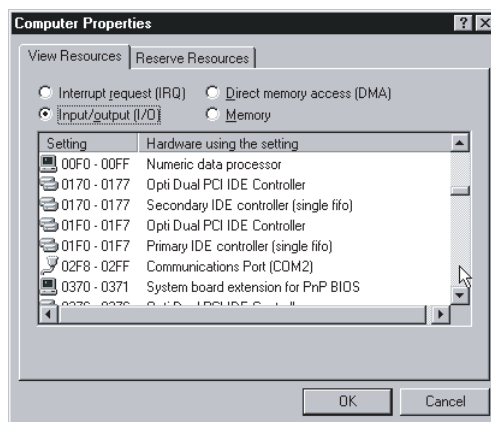 Computer Properties
View Resources Reserve Resources
Interrupt request (IRQ) Direct memory access (DMA)
Input/output (I/O) Memory
Setting Hardware using the setting
00F0 - 00FF Numeric data processor
0170 - 0177 Opti Dual PCI IDE Controller
0170 - 0177 Secondary IDE controller (single fifo)
01F0 - 01F7 Opti Dual PCI IDE Controller
01F0 - 01F7 Primary IDE controller (single fifo)
02F8 - 02FF Communications Port (COM2)
0370 - 0371 System board extension for PnP BIOS
OK Cancel